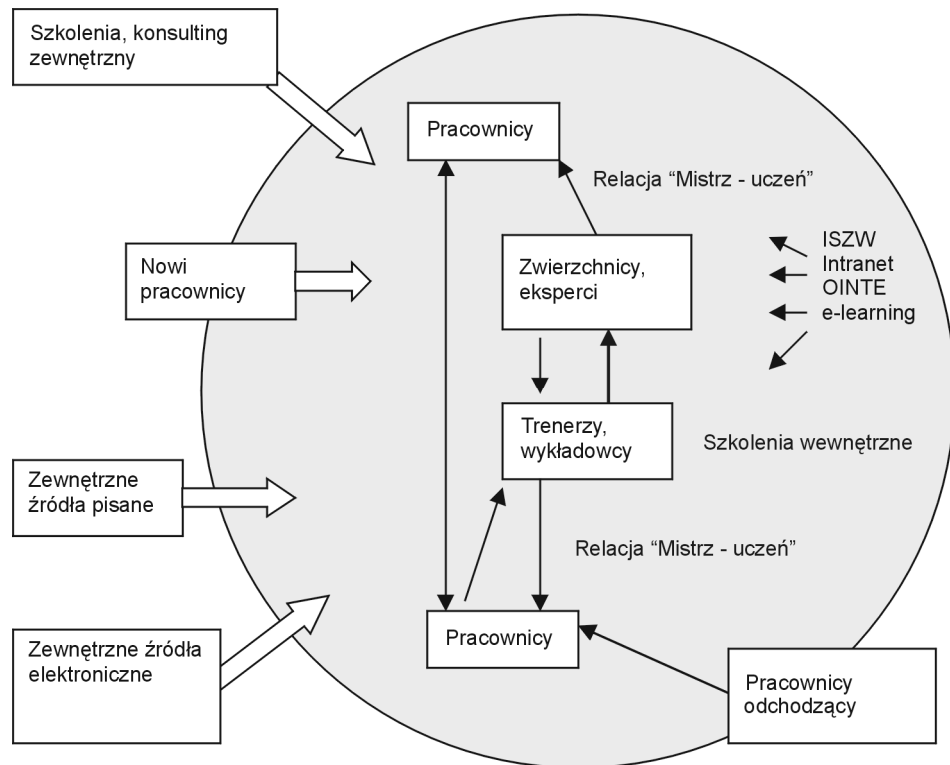 Szkolenia, konsulting
zewnętrzny
Pracownicy
Relacja “Mistrz - uczeń”
Nowi
pracownicy
Zwierzchnicy,
eksperci
ISZW
Intranet
OINTE
e-learning
Trenerzy,
wykładowcy
Szkolenia wewnętrzne
Zewnętrzne
źródła pisane
Relacja “Mistrz - uczeń”
Pracownicy
Zewnętrzne źródła
elektroniczne
Pracownicy
odchodzący